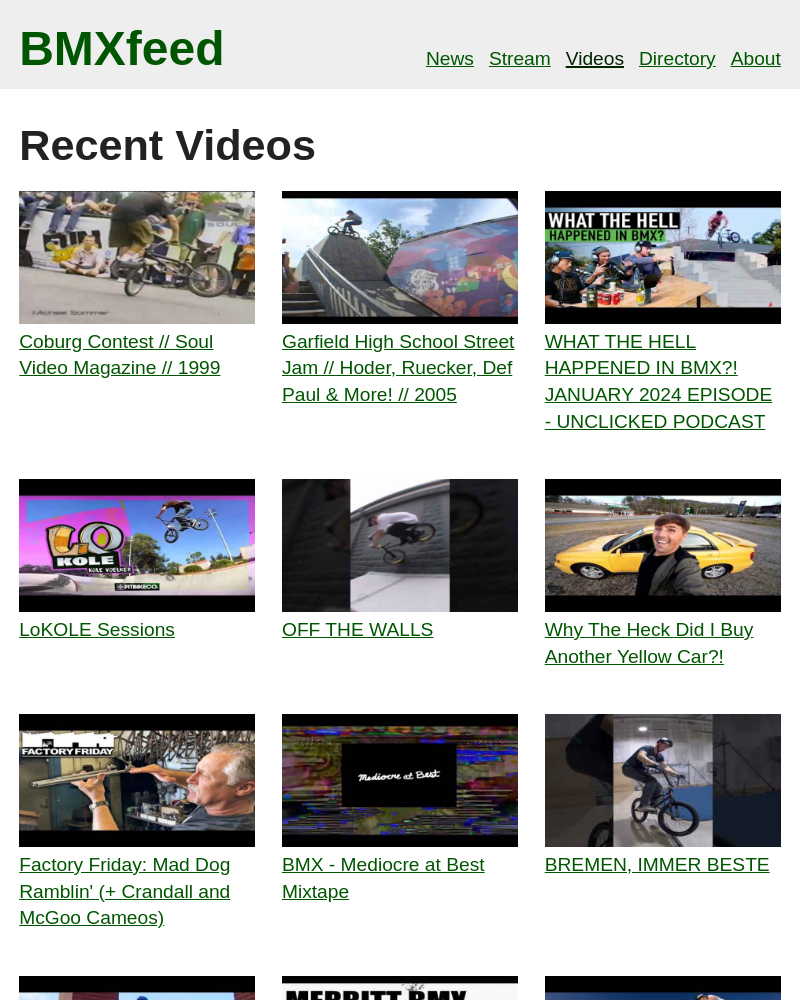 BMXfeed
News Stream Videos Directory About
Recent Videos
Michael Sommer
Coburg Contest // Soul
Video Magazine // 1999
Garfield High School Street
Jam // Hoder, Ruecker, Def
Paul & More! // 2005
WHAT THE HELL
HAPPENED IN BMX?
WHAT THE HELL
HAPPENED IN BMX?!
JANUARY 2024 EPISODE
- UNCLICKED PODCAST
LO
KOLE
KOLE VOELKER
FITBIKECO.
LoKOLE Sessions
OFF THE WALLS
Why The Heck Did I Buy
Another Yellow Car?!
FACTORY FRIDAY
Factory Friday: Mad Dog
Ramblin' (+ Crandall and
McGoo Cameos)
Mediocre at Best
BMX - Mediocre at Best
Mixtape
BREMEN, IMMER BESTE
MERRITT BMX